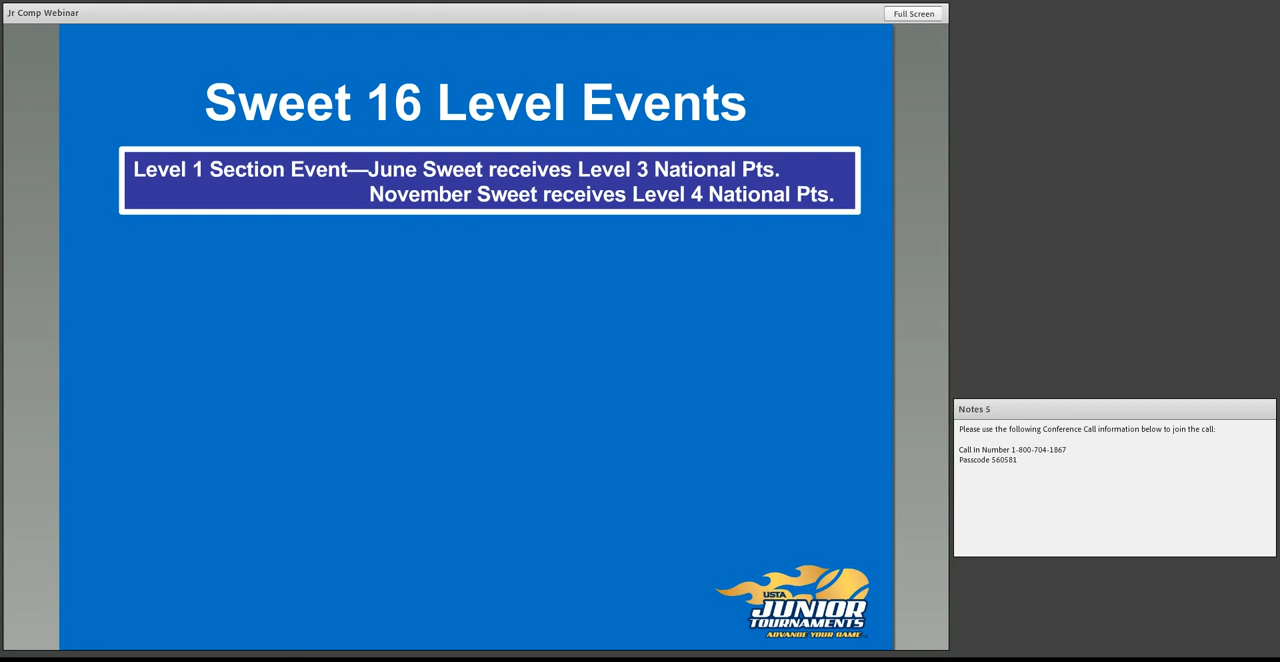 Jr Comp Webinar
Full Screen
Sweet 16 Level Events
Level 1 Section Event—June Sweet receives Level 3 National Pts.
November Sweet receives Level 4 National Pts.
USTA
JUNIOR
TOURNAMENTS
ADVANCE YOUR GAME
Notes 5
Please use the following Conference Call information below to join the call:
Call In Number 1-800-704-1867
Passcode 560581